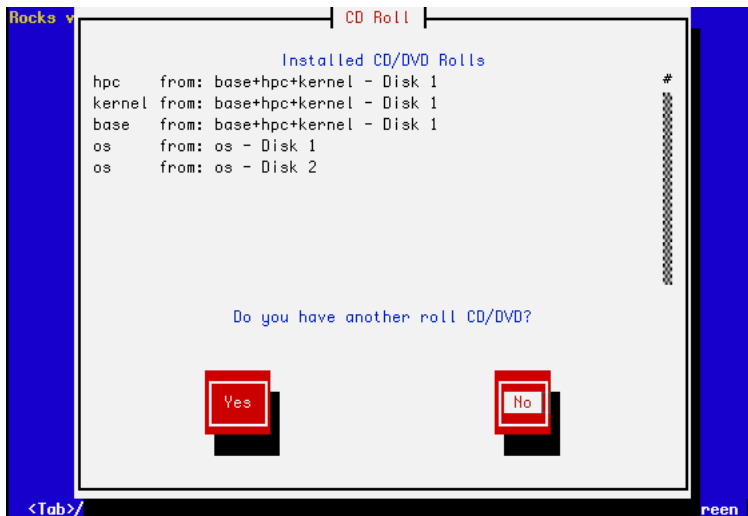 Rocks v
CD Roll
Installed CD/DVD Rolls
hpc from: base+hpc+kernel - Disk 1
kernel from: base+hpc+kernel - Disk 1
base from: base+hpc+kernel - Disk 1
os from: os - Disk 1
os from: os - Disk 2
#
Do you have another roll CD/DVD?
Yes No
<Tab>/ reen